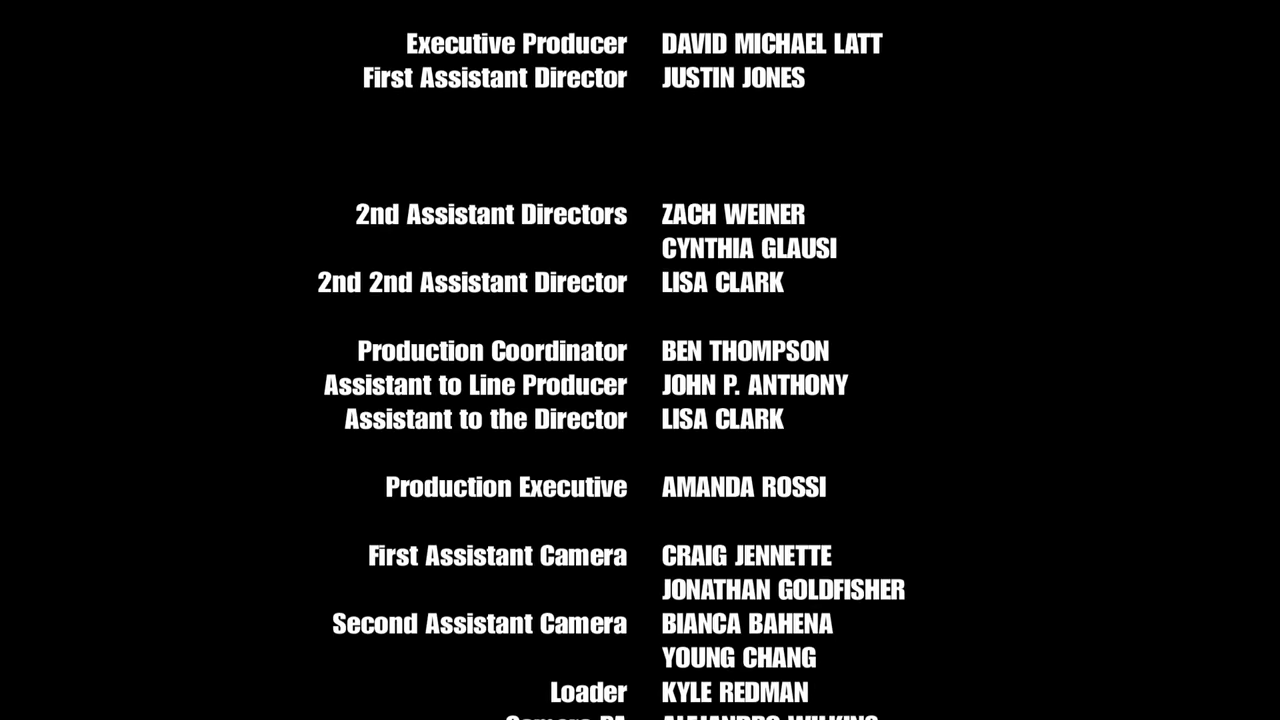 Executive Producer DAVID MICHAEL LATT
First Assistant Director JUSTIN JONES
2nd Assistant Directors ZACH WEINER
CYNTHIA GLAUSI
2nd 2nd Assistant Director LISA CLARK
Production Coordinator BEN THOMPSON
Assistant to Line Producer JOHN P. ANTHONY
Assistant to the Director LISA CLARK
Production Executive AMANDA ROSSI
First Assistant Camera CRAIG JENNETTE
JONATHAN GOLDFISHER
Second Assistant Camera BIANCA BAHENA
YOUNG CHANG
Loader KYLE REDMAN